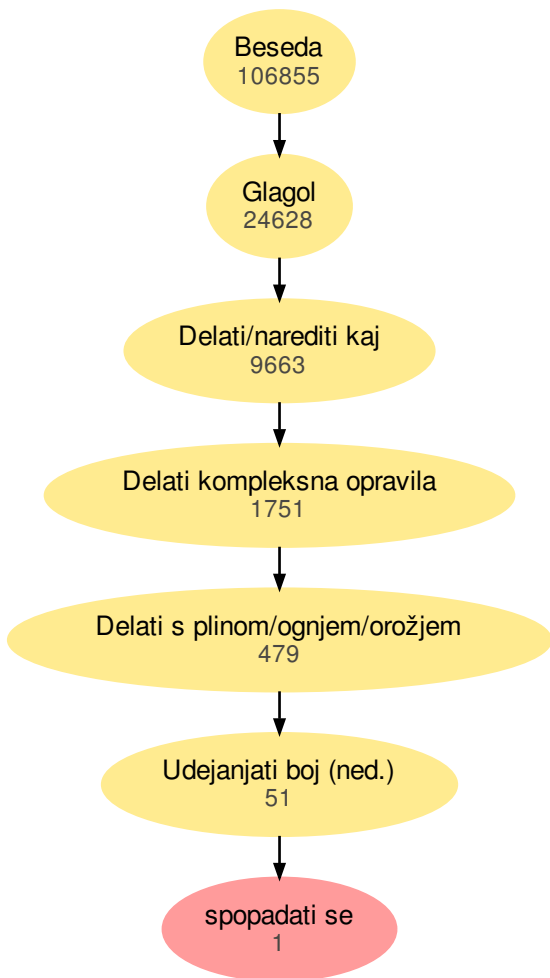 Beseda
106855
Glagol
24628
Delati/narediti kaj
9663
Delati kompleksna opravila
1751
Delati s plinom/ognjem/orožjem
479
Udejanjati boj (ned.)
51
spopadati se
1